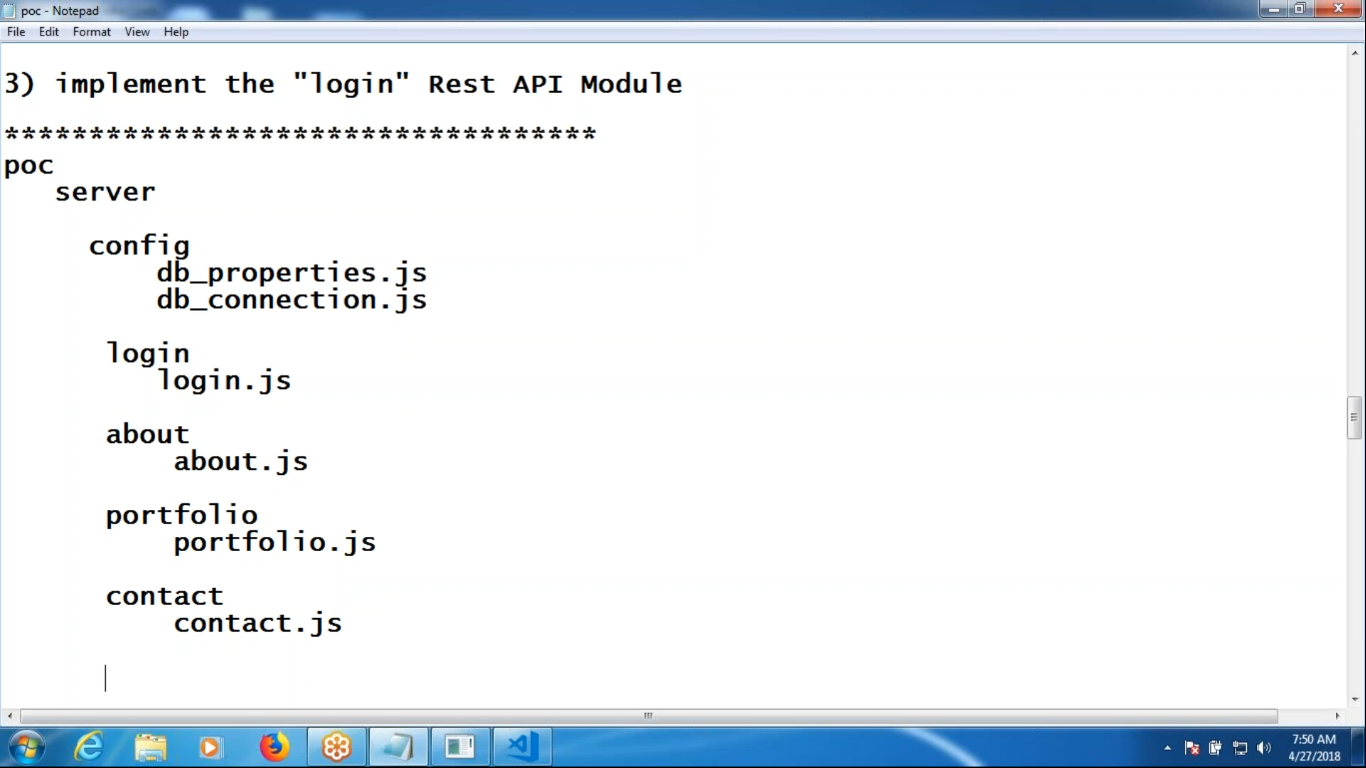 poc - Notepad
File Edit Format View Help
3) implement the "login" Rest API Module
***********************************
poc
server
config
db_properties.js
db_connection.js
login
login.js
about
about.js
portfolio
portfolio.js
contact
contact.js
7:50 AM
4/27/2018